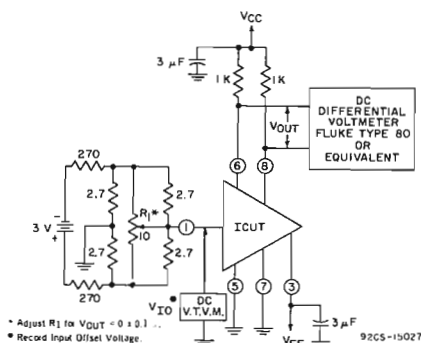 VCC
3 μF
1K
1K
DC
DIFFERENTIAL
VOLTMETER
FLUKE TYPE 80
OR
EQUIVALENT
VOUT
6
8
270
2.7
2.7
R1*
10
1
ICUT
3 V
-
+
2.7
2.7
270
VIO
DC
V.T.V.M.
5
7
3
3 μF
VEE
* Adjust R1 for VOUT = 0 ± 0.1
• Record Input Offset Voltage.
92CS-15027